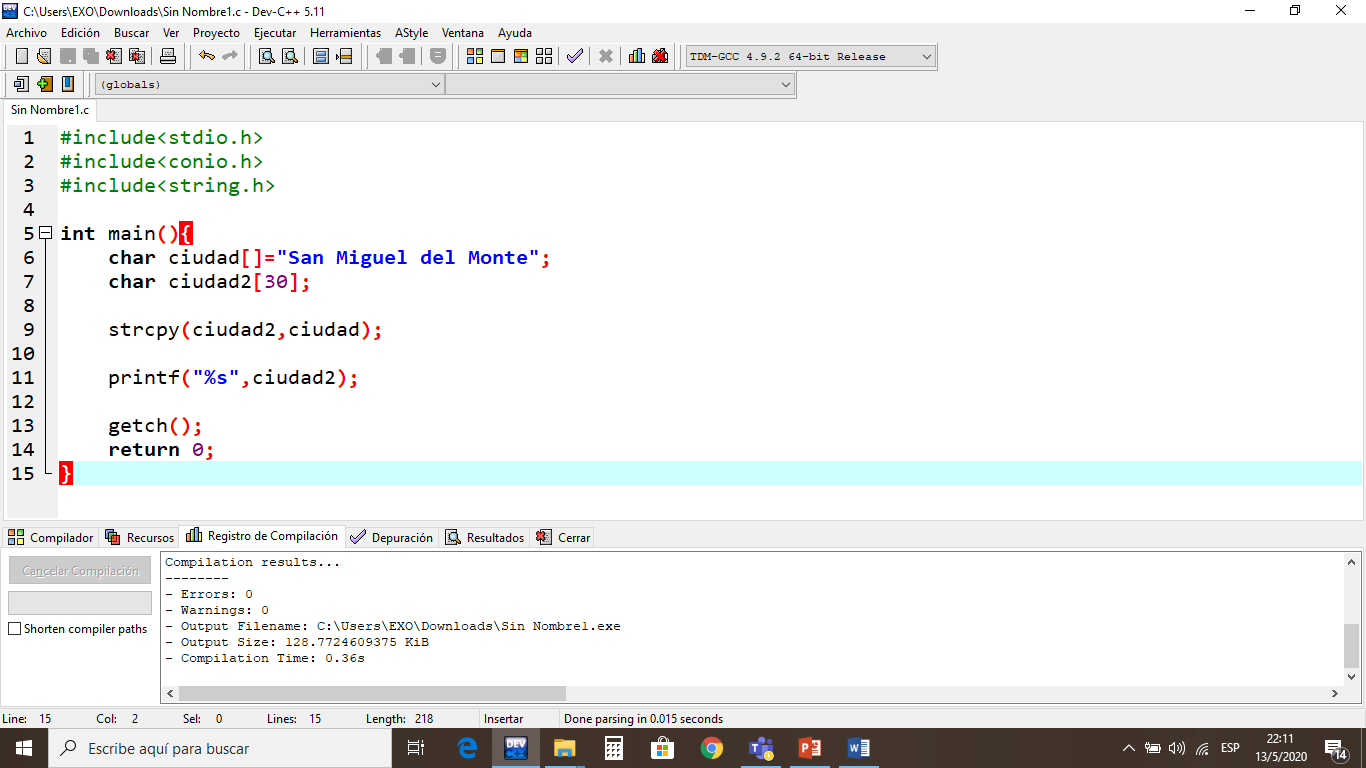 C:\Users\EXO\Downloads\Sin Nombre1.c - Dev-C++ 5.11
Archivo Edición Buscar Ver Proyecto Ejecutar Herramientas AStyle Ventana Ayuda
TDM-GCC 4.9.2 64-bit Release
(globals)
Sin Nombre1.c
1 #include<stdio.h>
2 #include<conio.h>
3 #include<string.h>
4
5 int main(){
6 char ciudad[]="San Miguel del Monte";
7 char ciudad2[30];
8
9 strcpy(ciudad2,ciudad);
10
11 printf("%s",ciudad2);
12
13 getch();
14 return 0;
15 }
Compilador Recursos Registro de Compilación Depuración Resultados Cerrar
Cancelar Compilación
Shorten compiler paths
Compilation results...
--------
- Errors: 0
- Warnings: 0
- Output Filename: C:\Users\EXO\Downloads\Sin Nombre1.exe
- Output Size: 128.7724609375 KiB
- Compilation Time: 0.36s
Line: 15 Col: 2 Sel: 0 Lines: 15 Length: 218 Insertar Done parsing in 0.015 seconds
Escribe aquí para buscar
DEV
ESP
22:11
13/5/2020
14